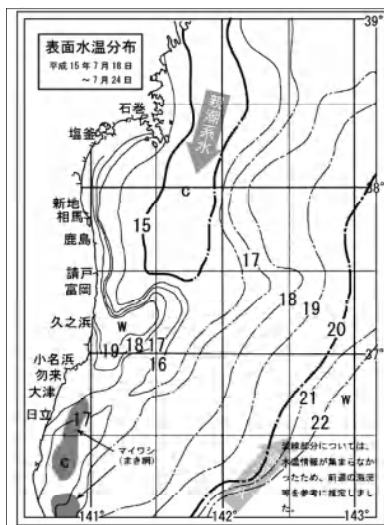 表面水温分布
平成15年7月18日
～7月24日
39°
石巻
塩釜
親潮系水
C
38°
新地
相馬
鹿島
15
請戸
17
富岡
18
19
久之浜
W
20
19 18 17
37°
小名浜
16
勿来
大津
21
W
日立
17
22
マイワシ
(まき網)
C
破線部分については、
水温情報が集まらなか
ったため、前週の海況
等を参考に推定しまし
た。
141°
142°
143°